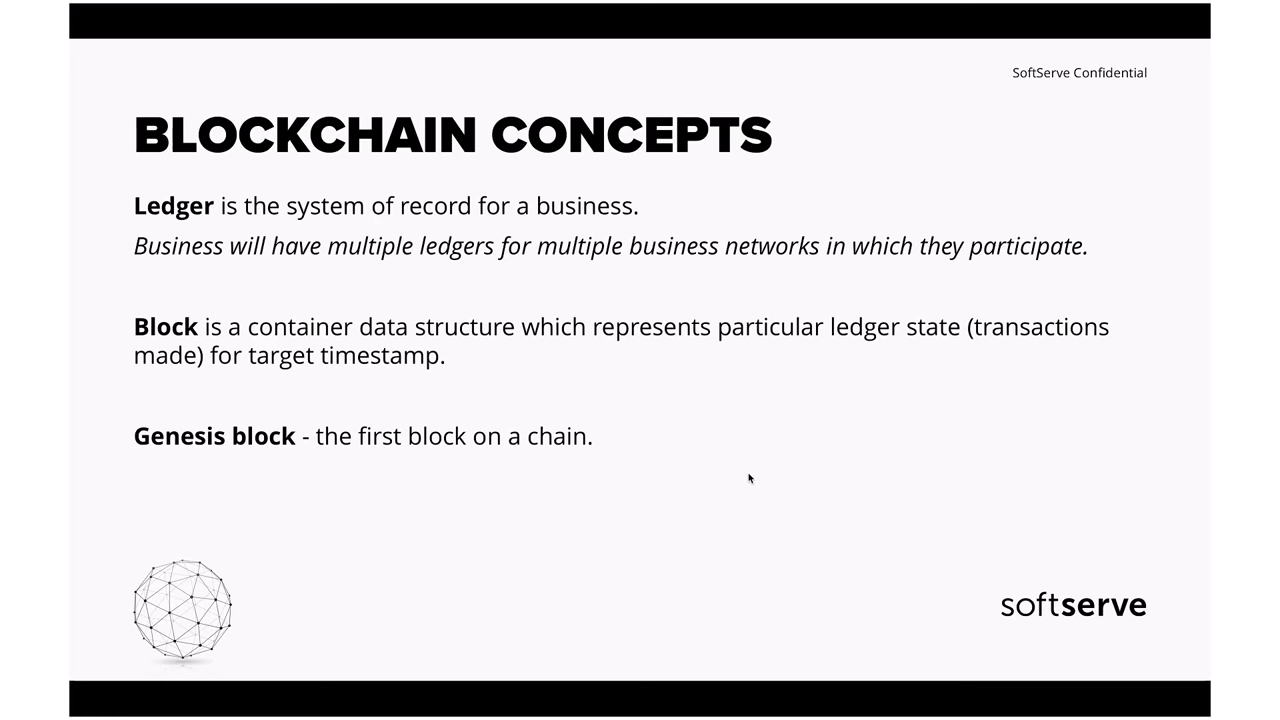 SoftServe Confidential
BLOCKCHAIN CONCEPTS
Ledger is the system of record for a business.
Business will have multiple ledgers for multiple business networks in which they participate.
Block is a container data structure which represents particular ledger state (transactions
made) for target timestamp.
Genesis block - the first block on a chain.
softserve